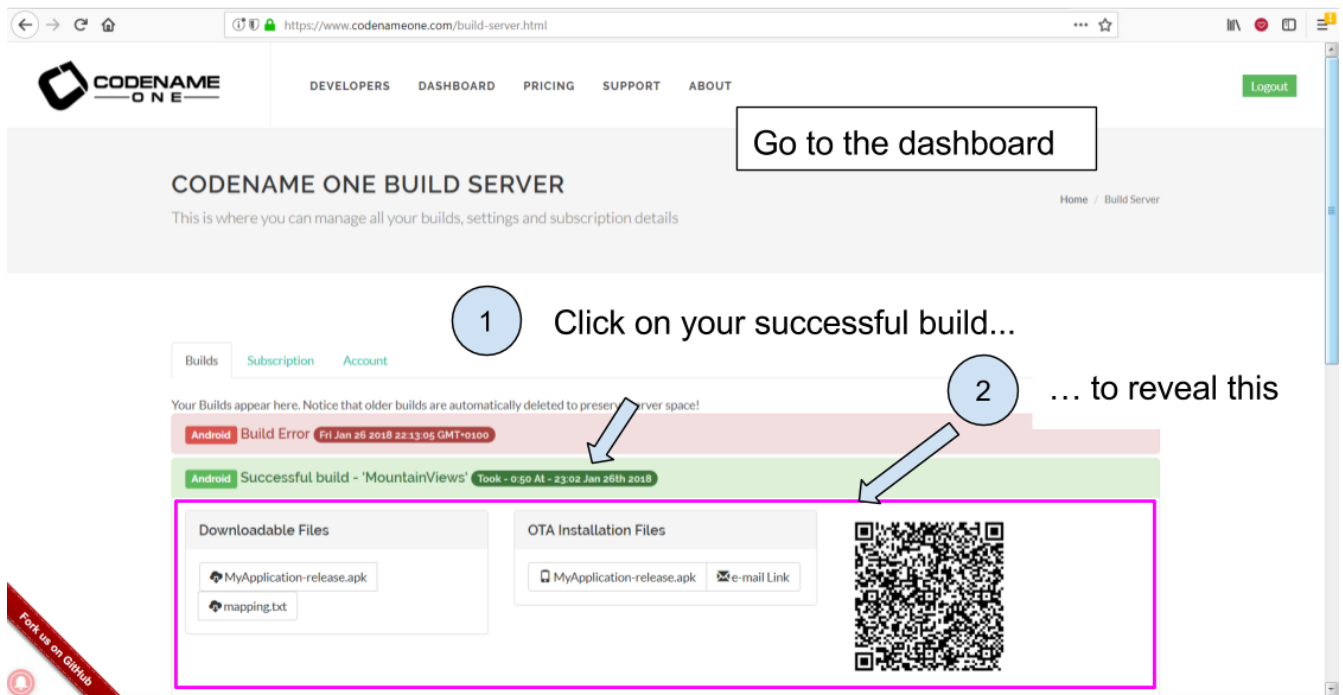 https://www.codenameone.com/build-server.html
CODENAME
ONE
DEVELOPERS DASHBOARD PRICING SUPPORT ABOUT
Logout
Go to the dashboard
CODENAME ONE BUILD SERVER
This is where you can manage all your builds, settings and subscription details
Home / Build Server
1 Click on your successful build...
Builds Subscription Account
2 … to reveal this
Your Builds appear here. Notice that older builds are automatically deleted to preserve server space!
Android Build Error Fri Jan 26 2018 22:13:05 GMT+0100
Android Successful build - 'MountainViews' Took - 0:50 At - 23:02 Jan 26th 2018
Downloadable Files
MyApplication-release.apk
mapping.txt
OTA Installation Files
MyApplication-release.apk e-mail Link
Fork us on GitHub